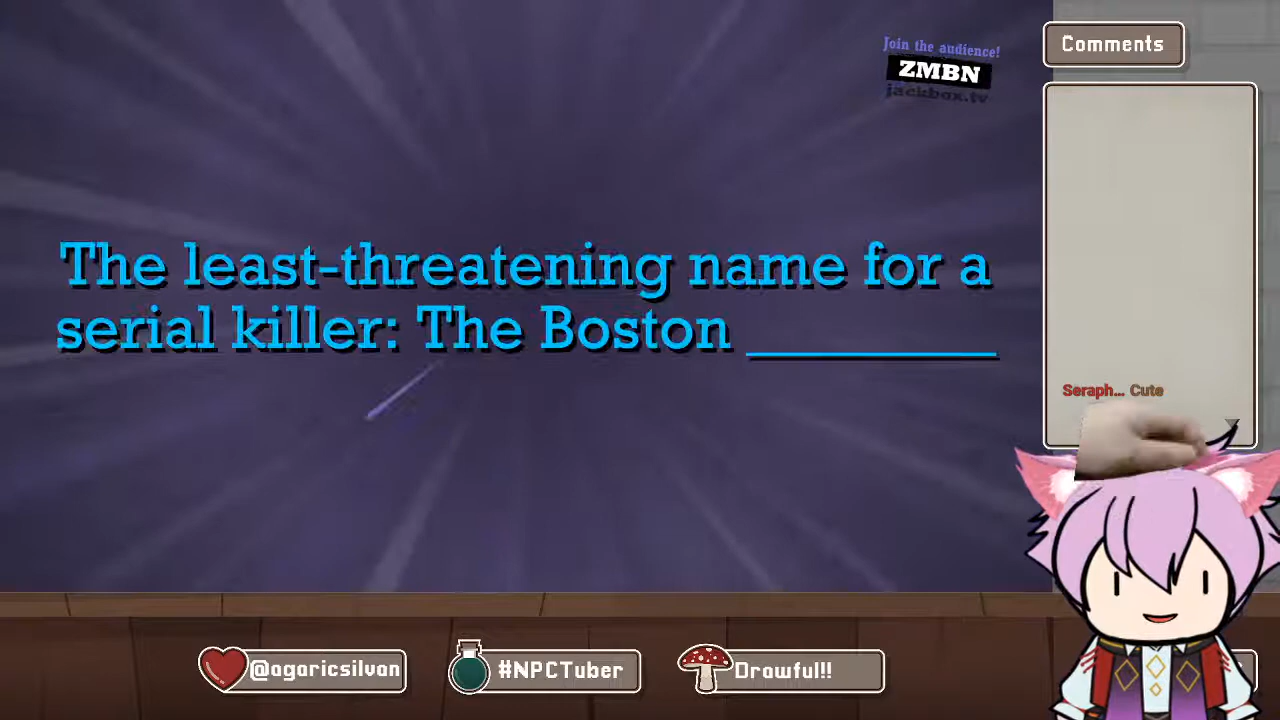 Join the audience!
ZMBN
jackbox.tv
Comments
The least-threatening name for a
serial killer: The Boston __________
Seraph... Cute
@agaricsilvan
#NPCTuber
Drawful!!